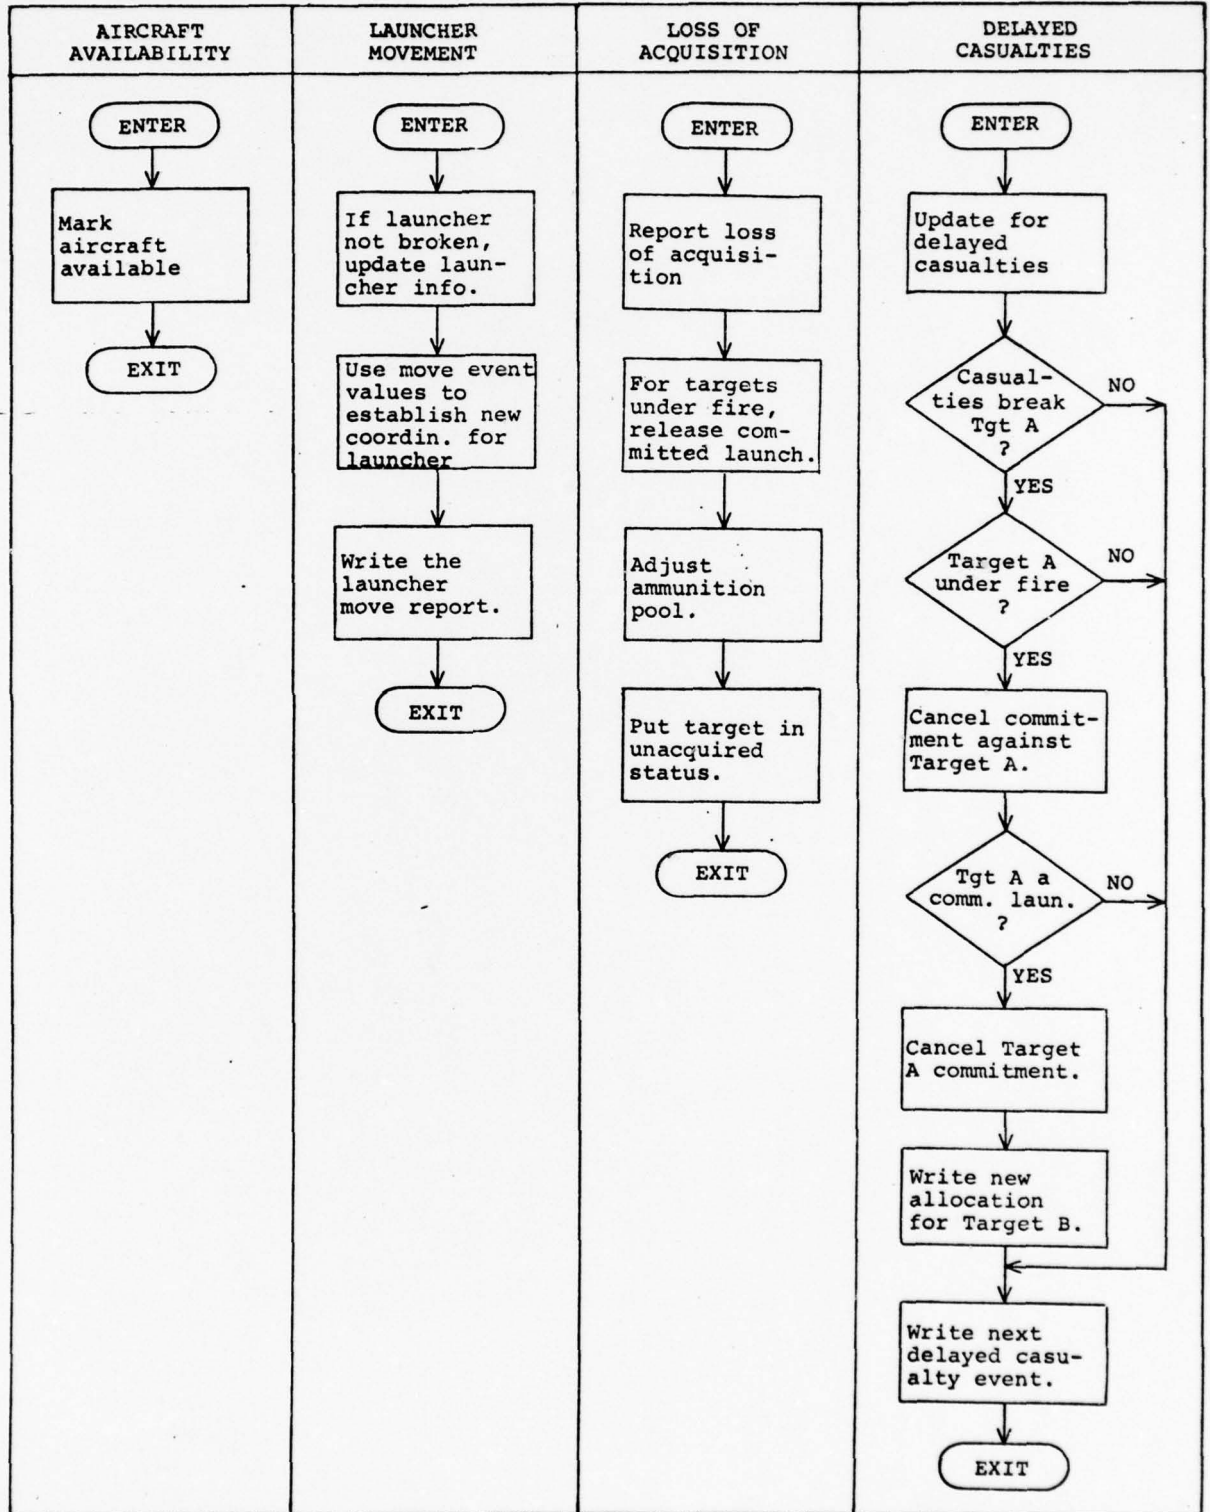 AIRCRAFT
AVAILABILITY
ENTER
Mark
aircraft
available
EXIT
LAUNCHER
MOVEMENT
ENTER
If launcher
not broken,
update laun-
cher info.
Use move event
values to
establish new
coordin. for
launcher
Write the
launcher
move report.
EXIT
LOSS OF
ACQUISITION
ENTER
Report loss
of acquisi-
tion
For targets
under fire,
release com-
mitted launch.
Adjust
ammunition
pool.
Put target in
unacquired
status.
EXIT
DELAYED
CASUALTIES
ENTER
Update for
delayed
casualties
Casual-
ties break
Tgt A
?
NO
YES
Target A
under fire
?
NO
YES
Cancel commit-
ment against
Target A.
Tgt A a
comm. laun.
?
NO
YES
Cancel Target
A commitment.
Write new
allocation
for Target B.
Write next
delayed casu-
alty event.
EXIT